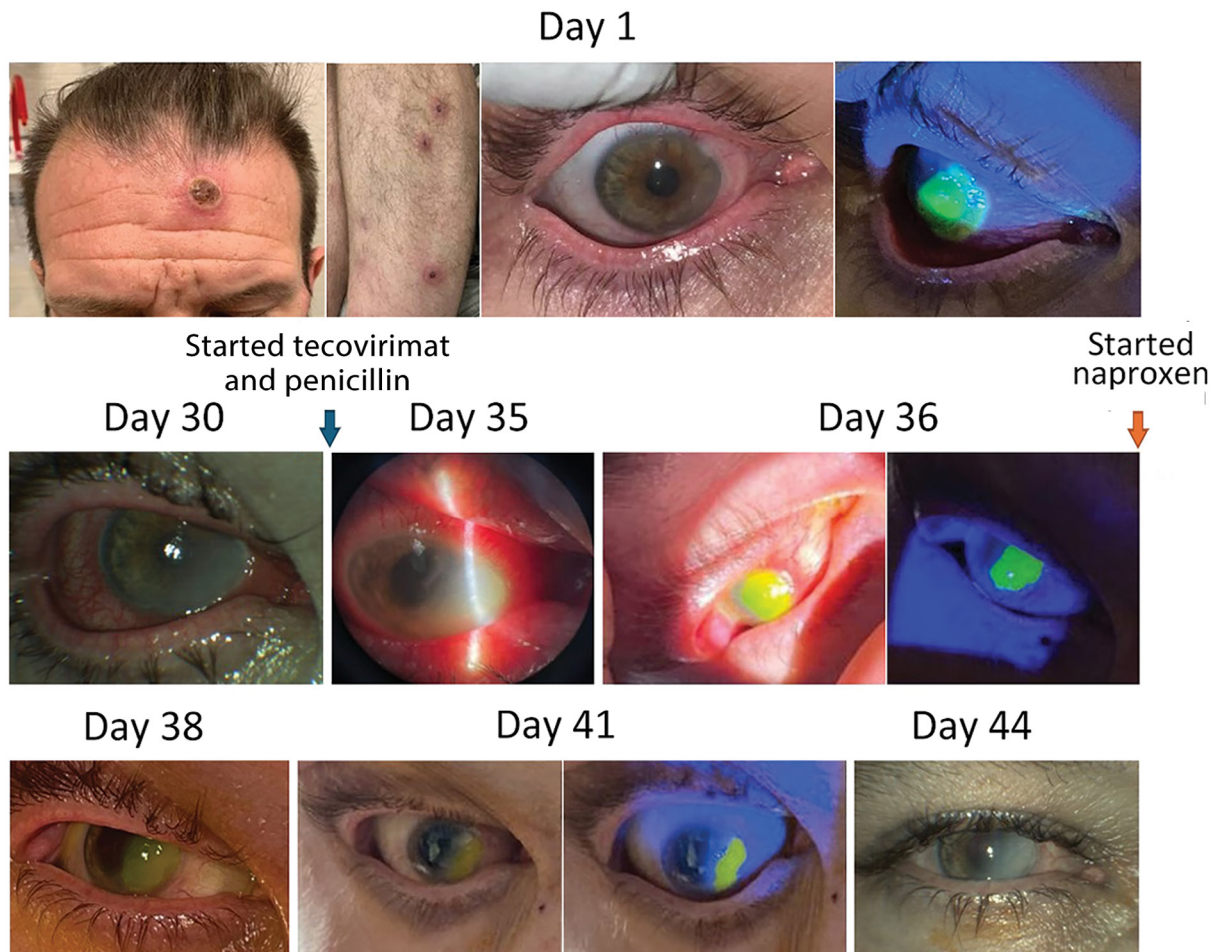 Day 1
Started tecovirimat
and penicillin
Started
naproxen
Day 30
Day 35
Day 36
Day 38
Day 41
Day 44